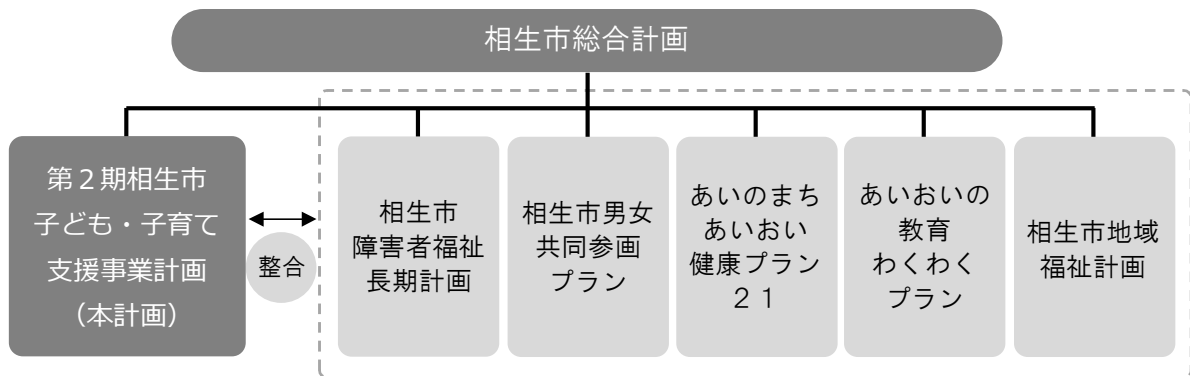 相生市総合計画
第２期相生市
子ども・子育て
支援事業計画
（本計画）
整合
相生市
障害者福祉
長期計画
相生市男女
共同参画
プラン
あいのまち
あいおい
健康プラン
２１
あいおいの
教育
わくわく
プラン
相生市地域
福祉計画